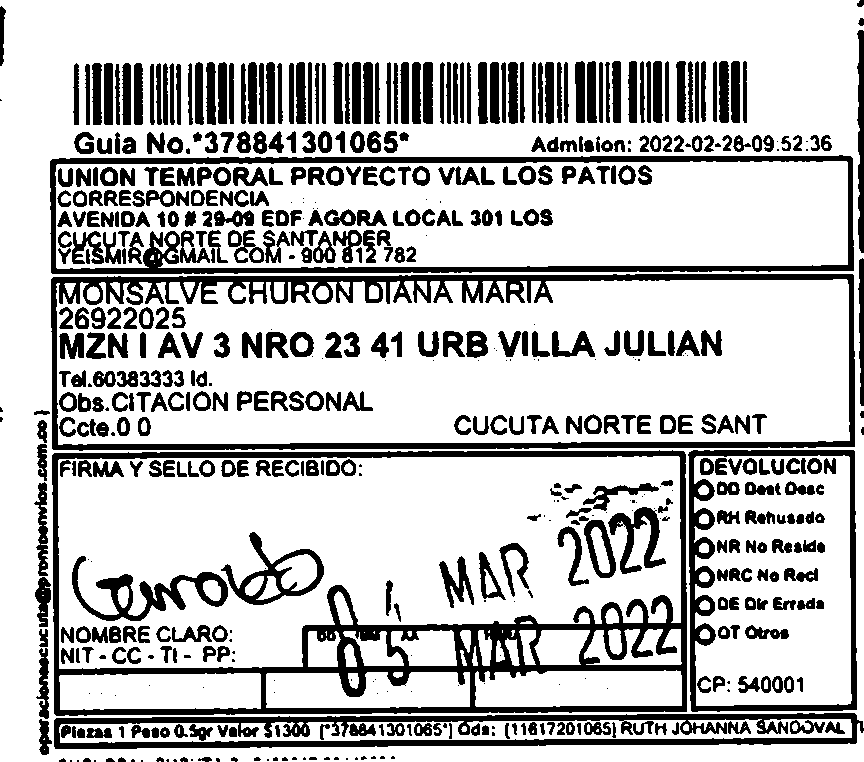 Guia No.*378841301065*
Admision: 2022-02-28-09:52:36
UNION TEMPORAL PROYECTO VIAL LOS PATIOS
CORRESPONDENCIA
AVENIDA 10 # 29-09 EDF AGORA LOCAL 301 LOS
CUCUTA NORTE DE SANTANDER
YEISMIR@GMAIL COM - 900 812 782
MONSALVE CHURON DIANA MARIA
26922025
MZN I AV 3 NRO 23 41 URB VILLA JULIAN
Tel.60383333 Id.
Obs.CITACION PERSONAL
Ccte.0 0
CUCUTA NORTE DE SANT
operacionescucuta@prontoenvios.com.co )
FIRMA Y SELLO DE RECIBIDO:
MAR 2022
MAR 2022
NOMBRE CLARO:
NIT - CC - TI - PP:
DEVOLUCION
DD Dest Desc
RH Rehusado
NR No Reside
NRC No Recl
DE Dir Errada
OT Otros
CP: 540001
Piezas 1 Peso 0.5gr Valor $1300 [*378841301065*] Ods: (11617201065) RUTH JOHANNA SANDOVAL